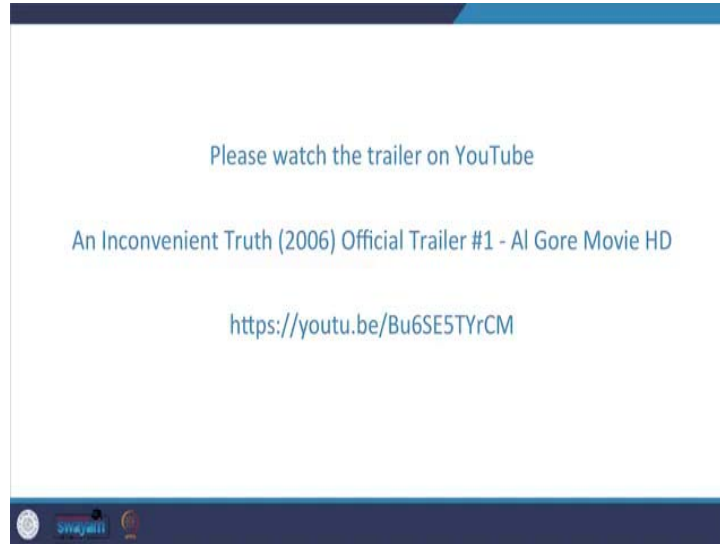 Please watch the trailer on YouTube
An Inconvenient Truth (2006) Official Trailer #1 - Al Gore Movie HD
https://youtu.be/Bu6SE5TYrCM
swayam